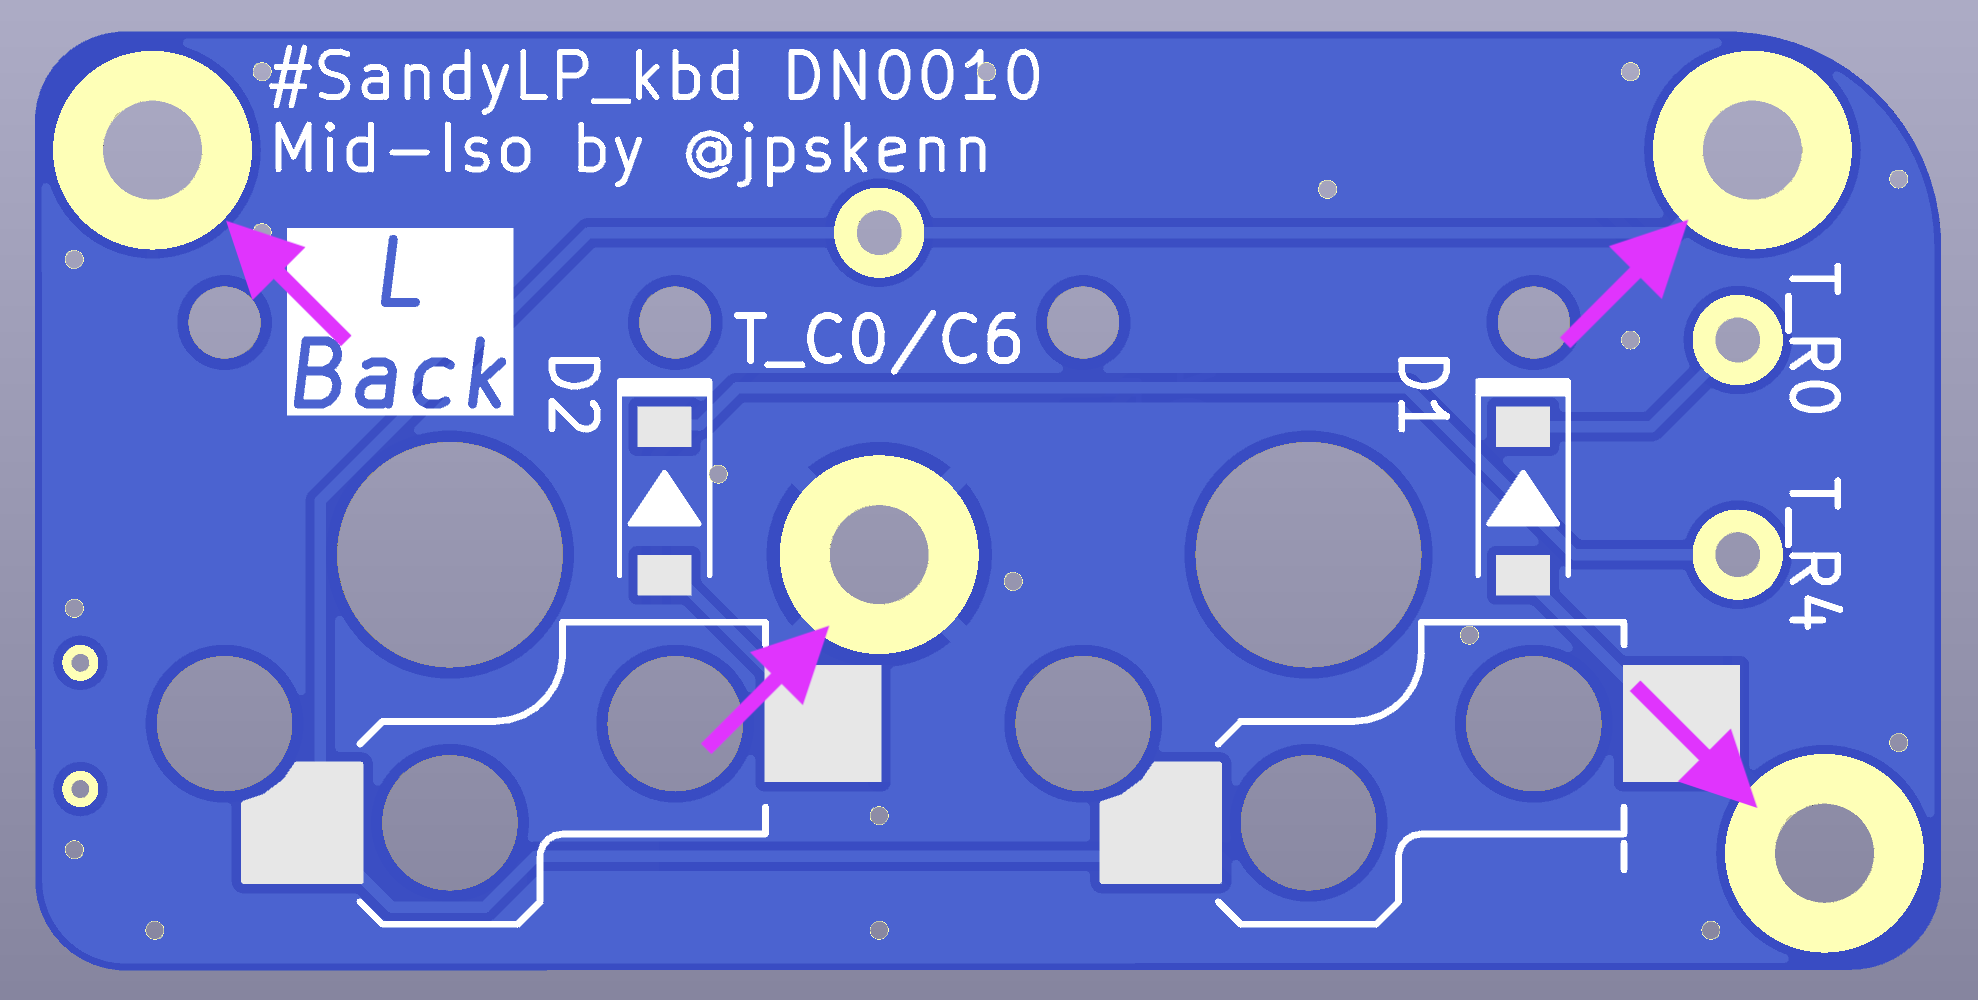 #SandyLP_kbd DN0010
Mid-Iso by @jpskenn
L
Back
T_C0/C6
D2
D1
T_R0
T_R4